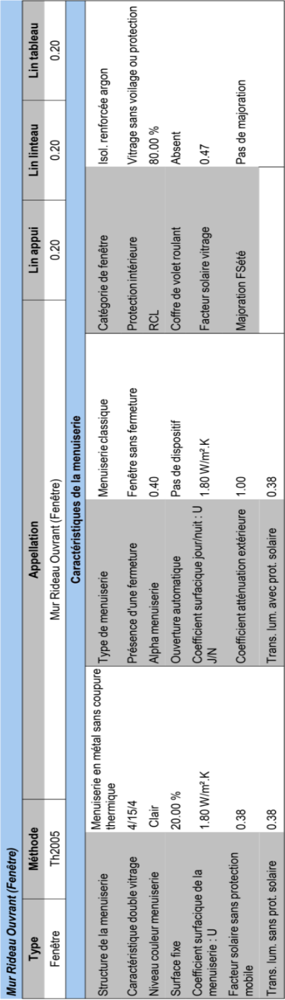 Mur Rideau Ouvrant (Fenêtre)
Type Méthode Appellation Lin appui Lin linteau Lin tableau
Fenêtre Th2005 Mur Rideau Ouvrant (Fenêtre) 0.20 0.20 0.20
Caractéristiques de la menuiserie
Structure de la menuiserie Menuiserie en métal sans coupure thermique Type de menuiserie Menuiserie classique Catégorie de fenêtre Isol. renforcée argon
Caractéristique double vitrage 4/15/4 Présence d'une fermeture Fenêtre sans fermeture Protection intérieure Vitrage sans voilage ou protection
Niveau couleur menuiserie Clair Alpha menuiserie 0.40 RCL 80.00 %
Surface fixe 20.00 % Ouverture automatique Pas de dispositif Coffre de volet roulant Absent
Coefficient surfacique de la menuiserie : U 1.80 W/m².K Coefficient surfacique jour/nuit : U J/N 1.80 W/m².K Facteur solaire vitrage 0.47
Facteur solaire sans protection mobile 0.38 Coefficient atténuation extérieure 1.00 Majoration FSété Pas de majoration
Trans. lum. sans prot. solaire 0.38 Trans. lum. avec prot. solaire 0.38